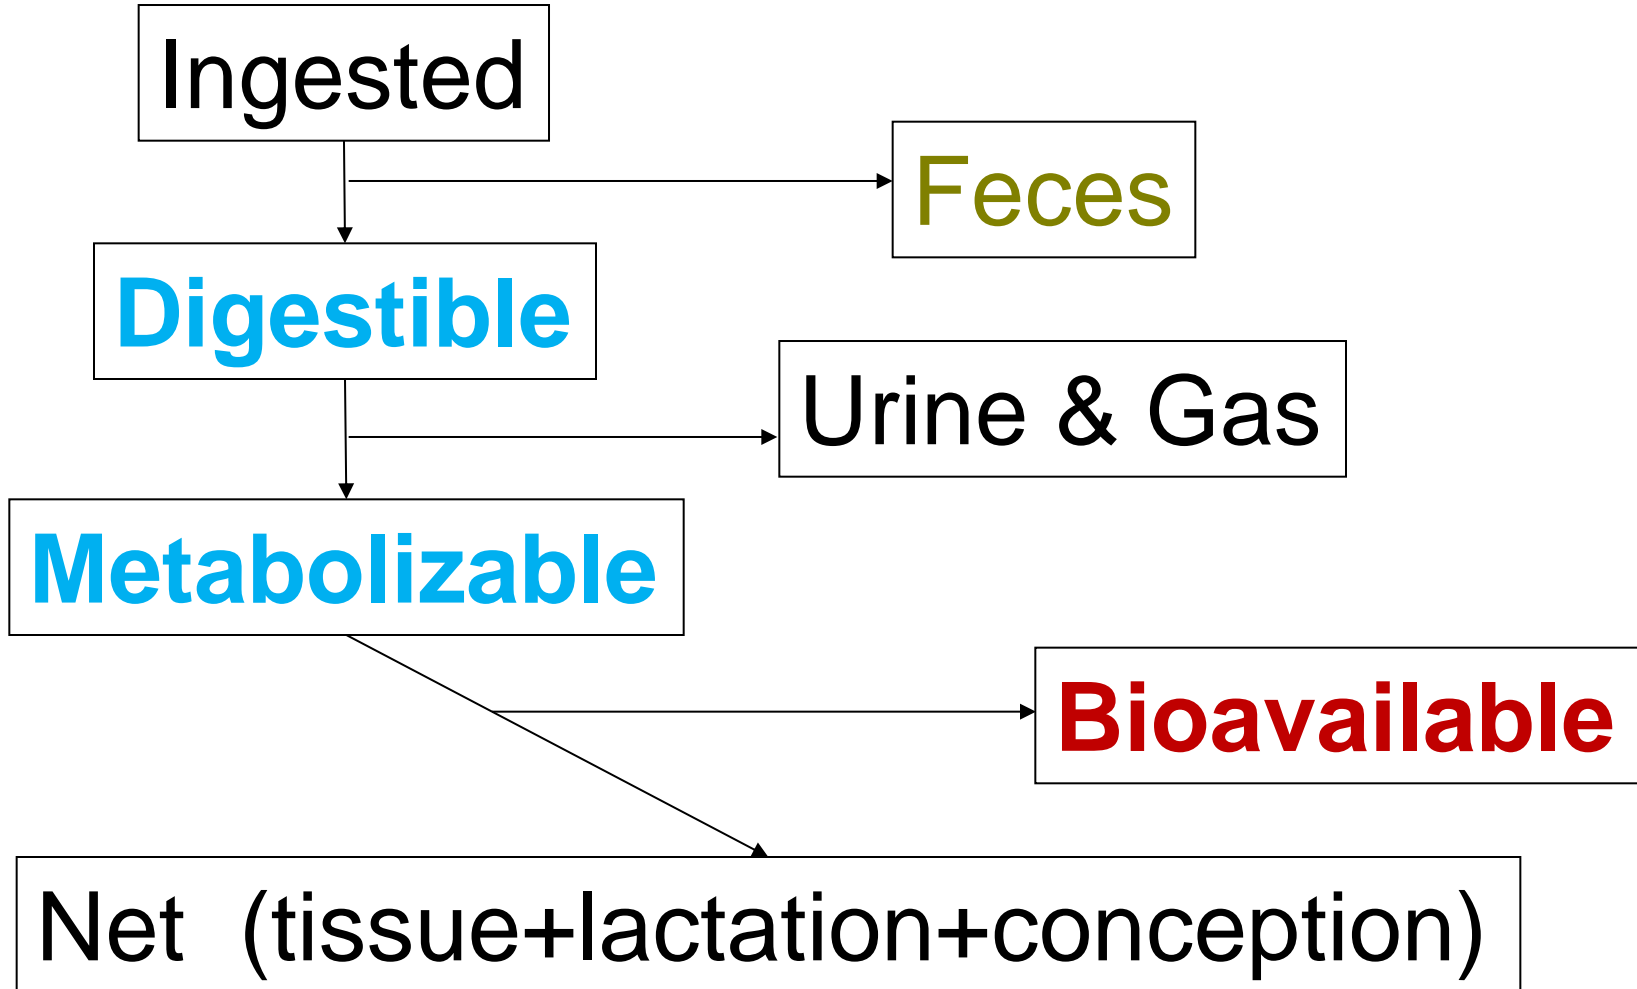 Ingested
Feces
Digestible
Urine & Gas
Metabolizable
Bioavailable
Net (tissue+lactation+conception)